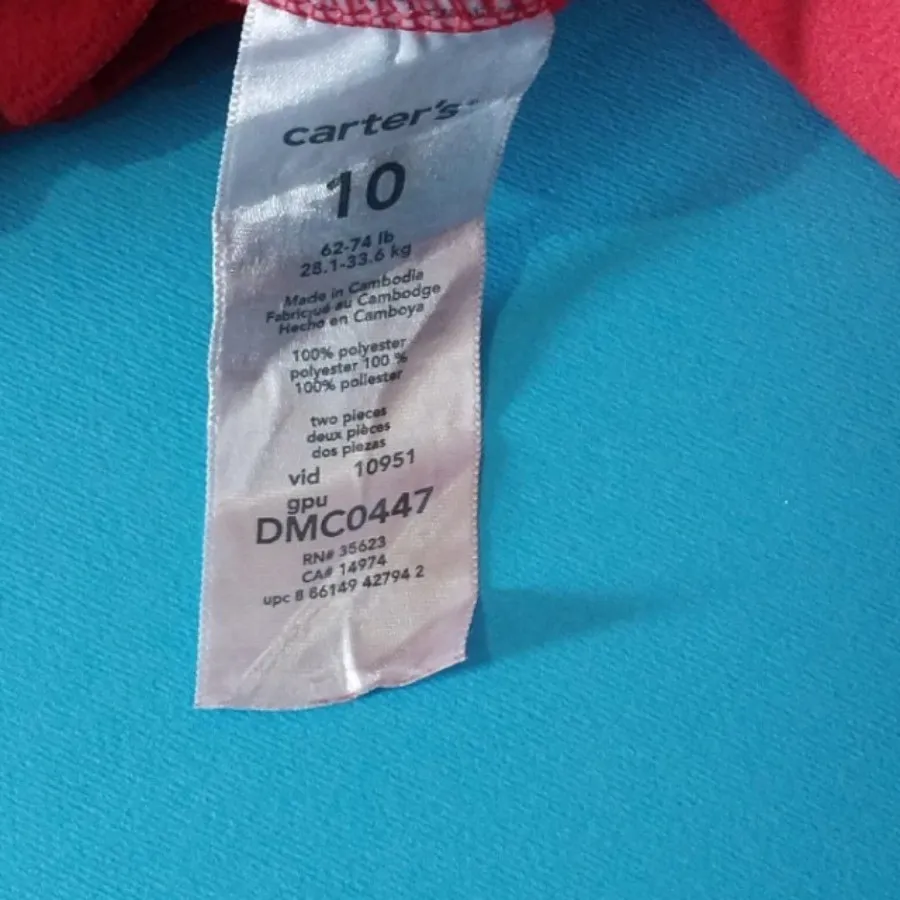 carter's
10
62-74 lb
28.1-33.6 kg
Made in Cambodia
Fabriqué au Cambodge
Hecho en Camboya
100% polyester
polyester 100 %
100% poliester
two pieces
deux pièces
dos piezas
vid 10951
gpu
DMC0447
RN# 35623
CA# 14974
upc 8 86149 42794 2